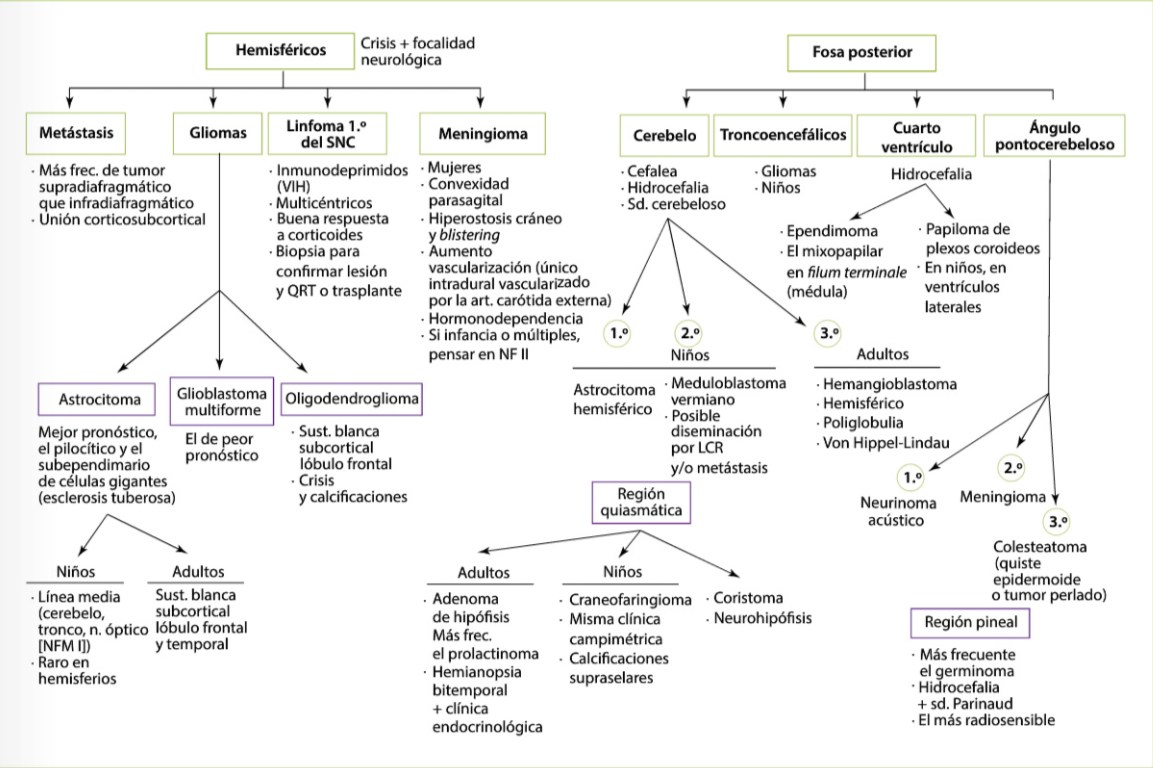 Hemisféricos
Crisis + focalidad
neurológica
Metástasis
· Más frec. de tumor
supradiafragmático
que infradiafragmático
· Unión corticosubcortical
Gliomas
Linfoma 1.º
del SNC
· Inmunodeprimidos
(VIH)
· Multicéntricos
· Buena respuesta
a corticoides
· Biopsia para
confirmar lesión
y QRT o trasplante
Meningioma
· Mujeres
· Convexidad
parasagital
· Hiperostosis cráneo
y blistering
· Aumento
vascularización (único
intradural vascularizado
por la art. carótida externa)
· Hormonodependencia
· Si infancia o múltiples,
pensar en NF II
Astrocitoma
Mejor pronóstico,
el pilocítico y el
subependimario
de células gigantes
(esclerosis tuberosa)
Glioblastoma
multiforme
El de peor
pronóstico
Oligodendroglioma
· Sust. blanca
subcortical
lóbulo frontal
· Crisis
y calcificaciones
Niños
· Línea media
(cerebelo,
tronco, n. óptico
[NFM I])
· Raro en
hemisferios
Adultos
Sust. blanca
subcortical
lóbulo frontal
y temporal
Fosa posterior
Cerebelo
· Cefalea
· Hidrocefalia
· Sd. cerebeloso
Troncoencefálicos
· Gliomas
· Niños
Cuarto
ventrículo
Hidrocefalia
· Ependimoma
· El mixopapilar
en filum terminale
(médula)
· Papiloma de
plexos coroideos
· En niños, en
ventrículos
laterales
Ángulo
pontocerebeloso
1.º
2.º
3.º
Niños
Astrocitoma
hemisférico
· Meduloblastoma
vermiano
· Posible
diseminación
por LCR
y/o metástasis
Adultos
· Hemangioblastoma
· Hemisférico
· Poliglobulia
· Von Hippel-Lindau
1.º
Neurinoma
acústico
2.º
Meningioma
3.º
Colesteatoma
(quiste
epidermoide
o tumor perlado)
Región
quiasmática
Adultos
· Adenoma
de hipófisis
Más frec.
el prolactinoma
· Hemianopsia
bitemporal
+ clínica
endocrinológica
Niños
· Craneofaringioma
· Misma clínica
campimétrica
· Calcificaciones
supraselares
· Coristoma
· Neurohipófisis
Región pineal
· Más frecuente
el germinoma
· Hidrocefalia
+ sd. Parinaud
· El más radiosensible